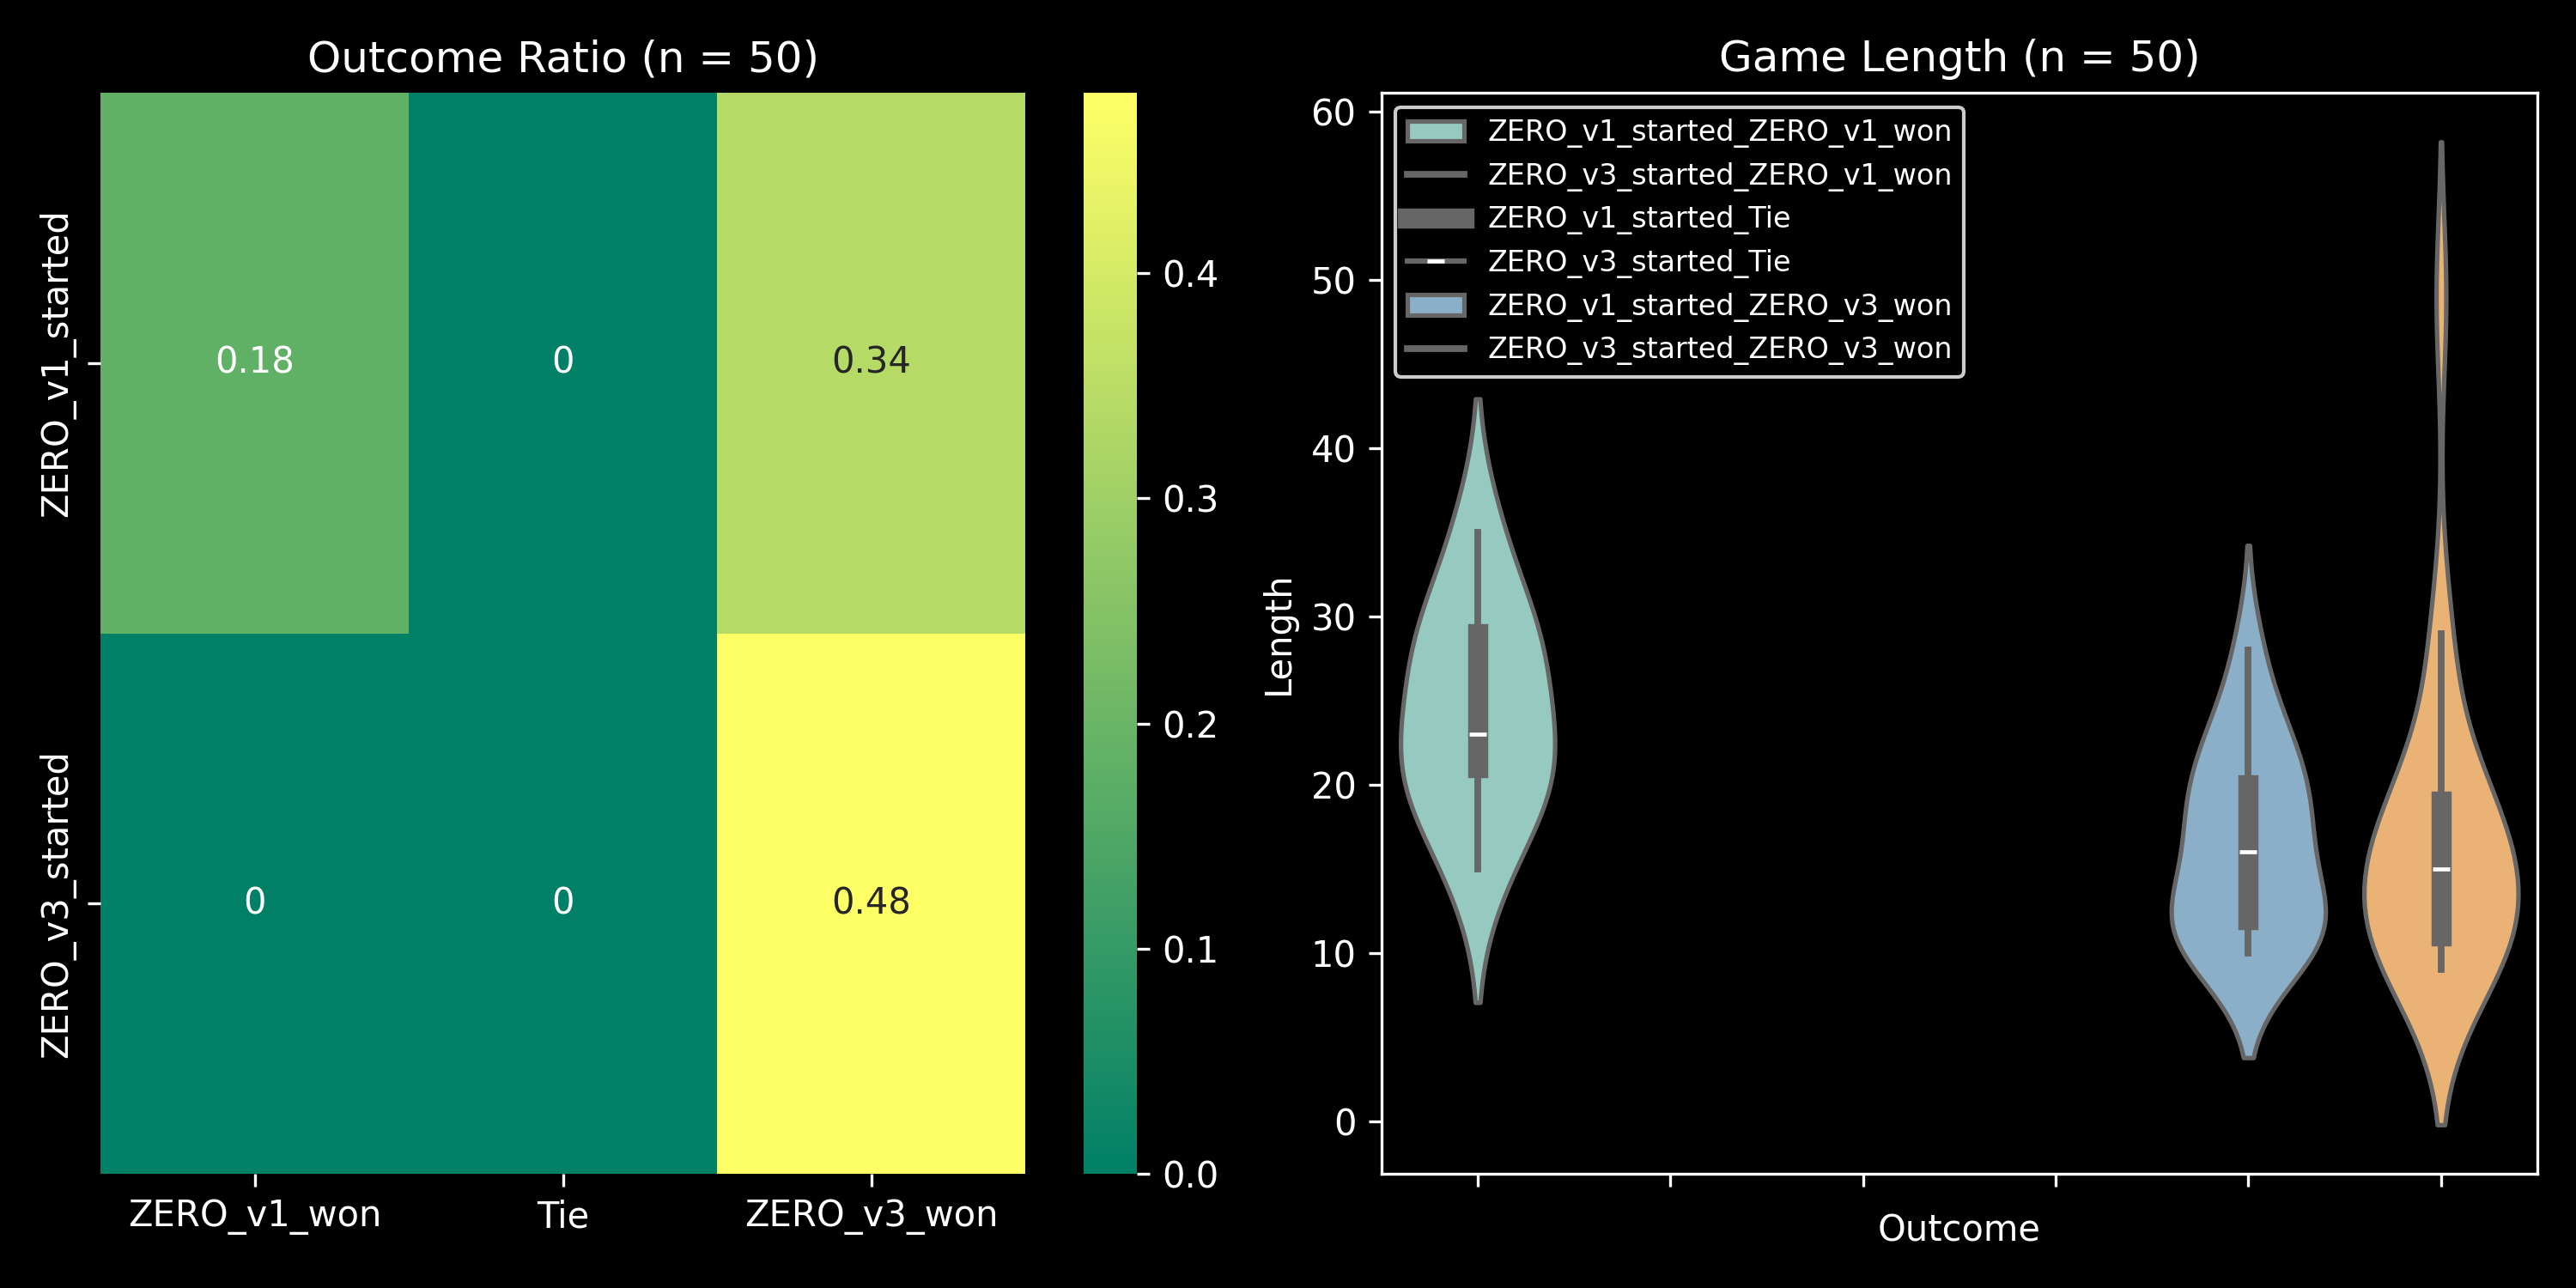 Outcome Ratio (n = 50)
ZERO_v1_started
ZERO_v3_started
0.18
0
0.34
0
0
0.48
ZERO_v1_won
Tie
ZERO_v3_won
0.4
0.3
0.2
0.1
0.0
Game Length (n = 50)
Length
60
50
40
30
20
10
0
ZERO_v1_started_ZERO_v1_won
ZERO_v3_started_ZERO_v1_won
ZERO_v1_started_Tie
ZERO_v3_started_Tie
ZERO_v1_started_ZERO_v3_won
ZERO_v3_started_ZERO_v3_won
Outcome